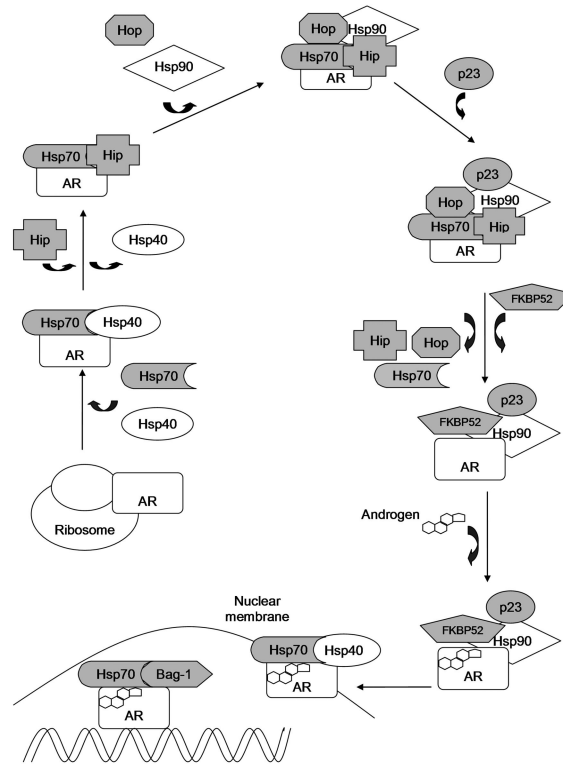 Hop
Hsp90
Hop
Hsp90
Hsp70
Hip
AR
p23
Hsp70
Hip
AR
p23
Hop
Hsp90
Hsp70
Hip
AR
Hip
Hsp40
FKBP52
Hsp70
Hsp40
AR
Hip
Hop
Hsp70
Hsp70
Hsp40
p23
FKBP52
Hsp90
AR
AR
Ribosome
Androgen
Nuclear
membrane
p23
FKBP52
Hsp90
AR
Hsp70
Hsp40
AR
Hsp70
Bag-1
AR